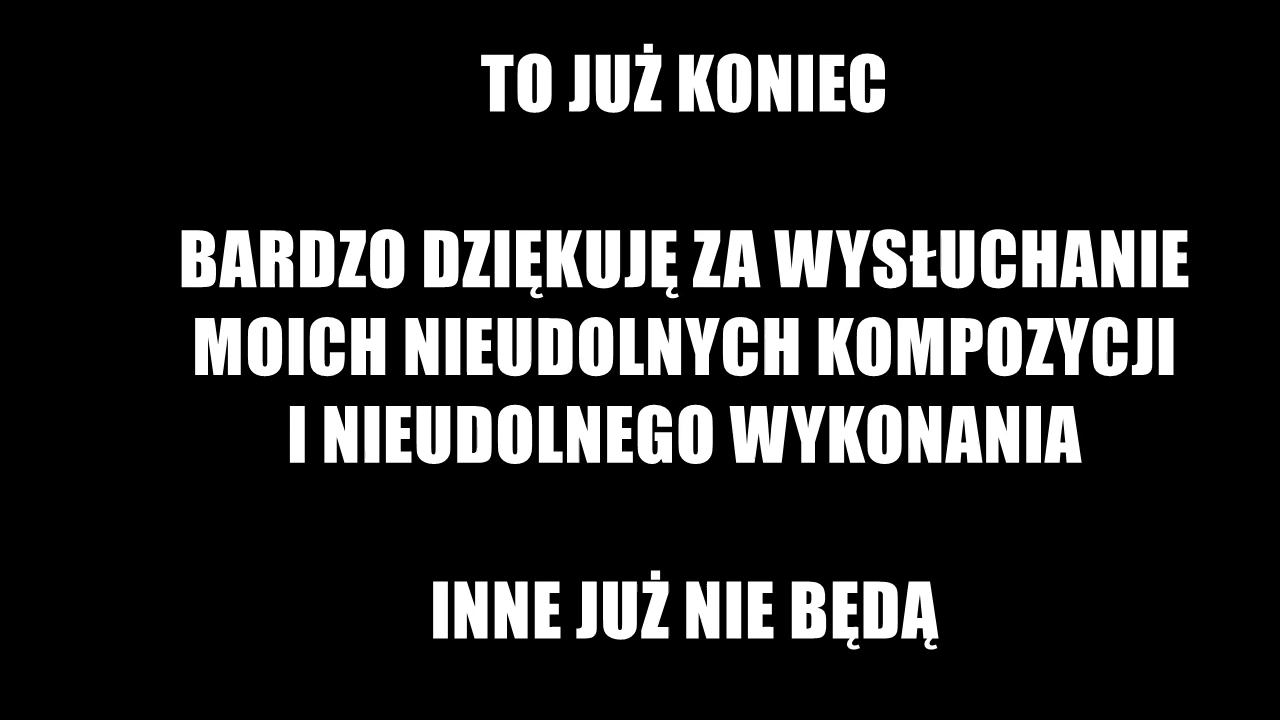 TO JUŻ KONIEC
BARDZO DZIĘKUJĘ ZA WYSŁUCHANIE
MOICH NIEUDOLNYCH KOMPOZYCJI
I NIEUDOLNEGO WYKONANIA
INNE JUŻ NIE BĘDĄ